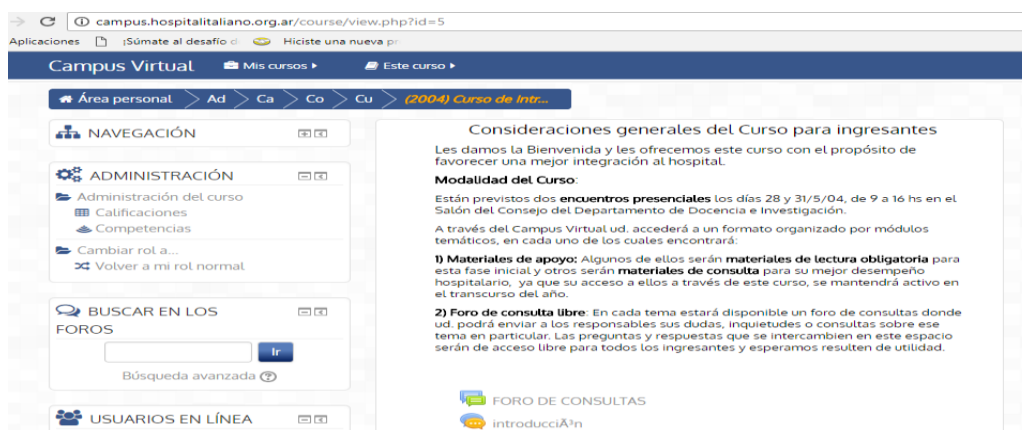 campus.hospitalitaliano.org.ar/course/view.php?id=5
Aplicaciones ¡Súmate al desafío d Hiciste una nueva pr
Campus Virtual Mis cursos Este curso
Área personal Ad Ca Co Cu (2004) Curso de Intr...
NAVEGACIÓN
ADMINISTRACIÓN
Administración del curso
Calificaciones
Competencias
Cambiar rol a...
Volver a mi rol normal
BUSCAR EN LOS
FOROS
Ir
Búsqueda avanzada
USUARIOS EN LÍNEA
Consideraciones generales del Curso para ingresantes
Les damos la Bienvenida y les ofrecemos este curso con el propósito de
favorecer una mejor integración al hospital.
Modalidad del Curso:
Están previstos dos encuentros presenciales los días 28 y 31/5/04, de 9 a 16 hs en el
Salón del Consejo del Departamento de Docencia e Investigación.
A través del Campus Virtual ud. accederá a un formato organizado por módulos
temáticos, en cada uno de los cuales encontrará:
1) Materiales de apoyo: Algunos de ellos serán materiales de lectura obligatoria para
esta fase inicial y otros serán materiales de consulta para su mejor desempeño
hospitalario, ya que su acceso a ellos a través de este curso, se mantendrá activo en
el transcurso del año.
2) Foro de consulta libre: En cada tema estará disponible un foro de consultas donde
ud. podrá enviar a los responsables sus dudas, inquietudes o consultas sobre ese
tema en particular. Las preguntas y respuestas que se intercambien en este espacio
serán de acceso libre para todos los ingresantes y esperamos resulten de utilidad.
FORO DE CONSULTAS
introducciÃ³n